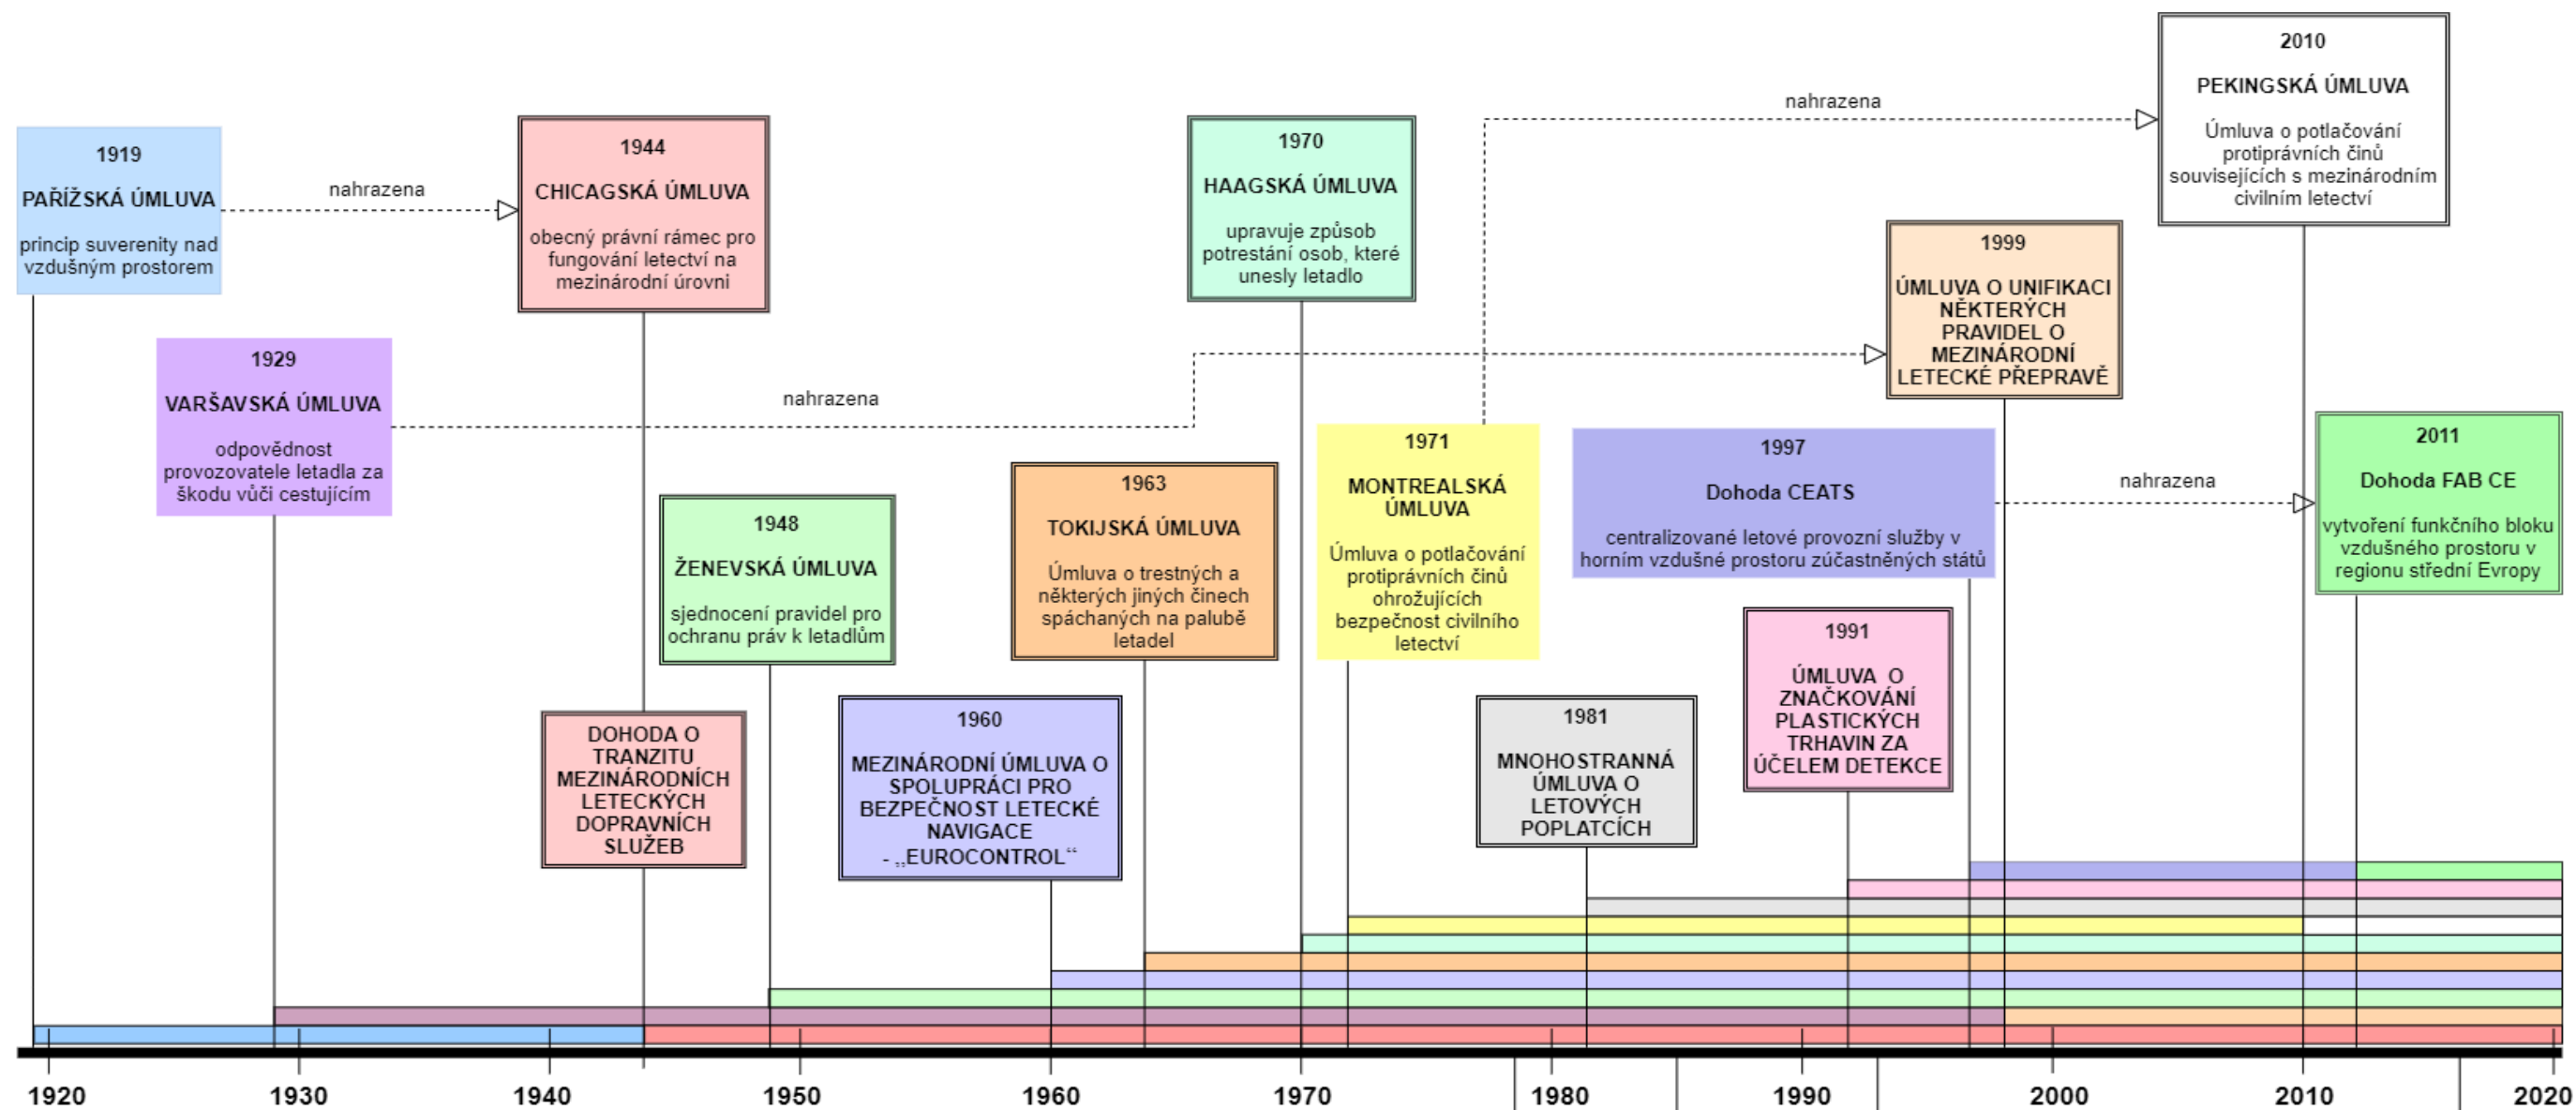 1919
PAŘÍŽSKÁ ÚMLUVA
princip suverenity nad
vzdušným prostorem
nahrazena
1944
CHICAGSKÁ ÚMLUVA
obecný právní rámec pro
fungování letectví na
mezinárodní úrovni
1970
HAAGSKÁ ÚMLUVA
upravuje způsob
potrestání osob, které
unesly letadlo
nahrazena
2010
PEKINGSKÁ ÚMLUVA
Úmluva o potlačování
protiprávních činů
souvisejících s mezinárodním
civilním letectví
1999
ÚMLUVA O UNIFIKACI
NĚKTERÝCH
PRAVIDEL O
MEZINÁRODNÍ
LETECKÉ PŘEPRAVĚ
1929
VARŠAVSKÁ ÚMLUVA
odpovědnost
provozovatele letadla za
škodu vůči cestujícím
nahrazena
1948
ŽENEVSKÁ ÚMLUVA
sjednocení pravidel pro
ochranu práv k letadlům
1963
TOKIJSKÁ ÚMLUVA
Úmluva o trestných a
některých jiných činech
spáchaných na palubě
letadel
1971
MONTREALSKÁ
ÚMLUVA
Úmluva o potlačování
protiprávních činů
ohrožujících
bezpečnost civilního
letectví
1997
Dohoda CEATS
centralizované letové provozní služby v
horním vzdušné prostoru zúčastněných států
nahrazena
2011
Dohoda FAB CE
vytvoření funkčního bloku
vzdušného prostoru v
regionu střední Evropy
DOHODA O
TRANZITU
MEZINÁRODNÍCH
LETECKÝCH
DOPRAVNÍCH
SLUŽEB
1960
MEZINÁRODNÍ ÚMLUVA O
SPOLUPRÁCI PRO
BEZPEČNOST LETECKÉ
NAVIGACE
- „EUROCONTROL“
1981
MNOHOSTRANNÁ
ÚMLUVA O
LETOVÝCH
POPLATCÍCH
1991
ÚMLUVA O
ZNAČKOVÁNÍ
PLASTICKÝCH
TRHAVIN ZA
ÚČELEM DETEKCE
1920 1930 1940 1950 1960 1970 1980 1990 2000 2010 2020